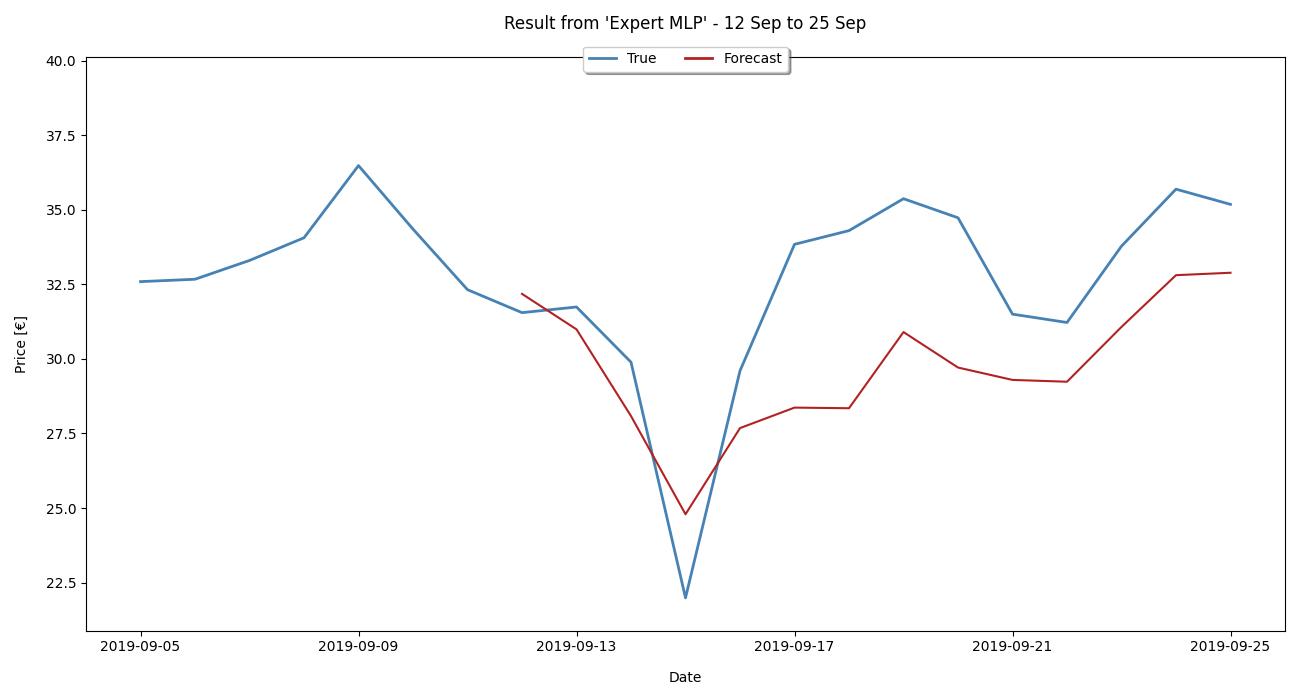 Result from 'Expert MLP' - 12 Sep to 25 Sep
True Forecast
40.0
37.5
35.0
32.5
30.0
27.5
25.0
22.5
Price [€]
2019-09-05 2019-09-09 2019-09-13 2019-09-17 2019-09-21 2019-09-25
Date